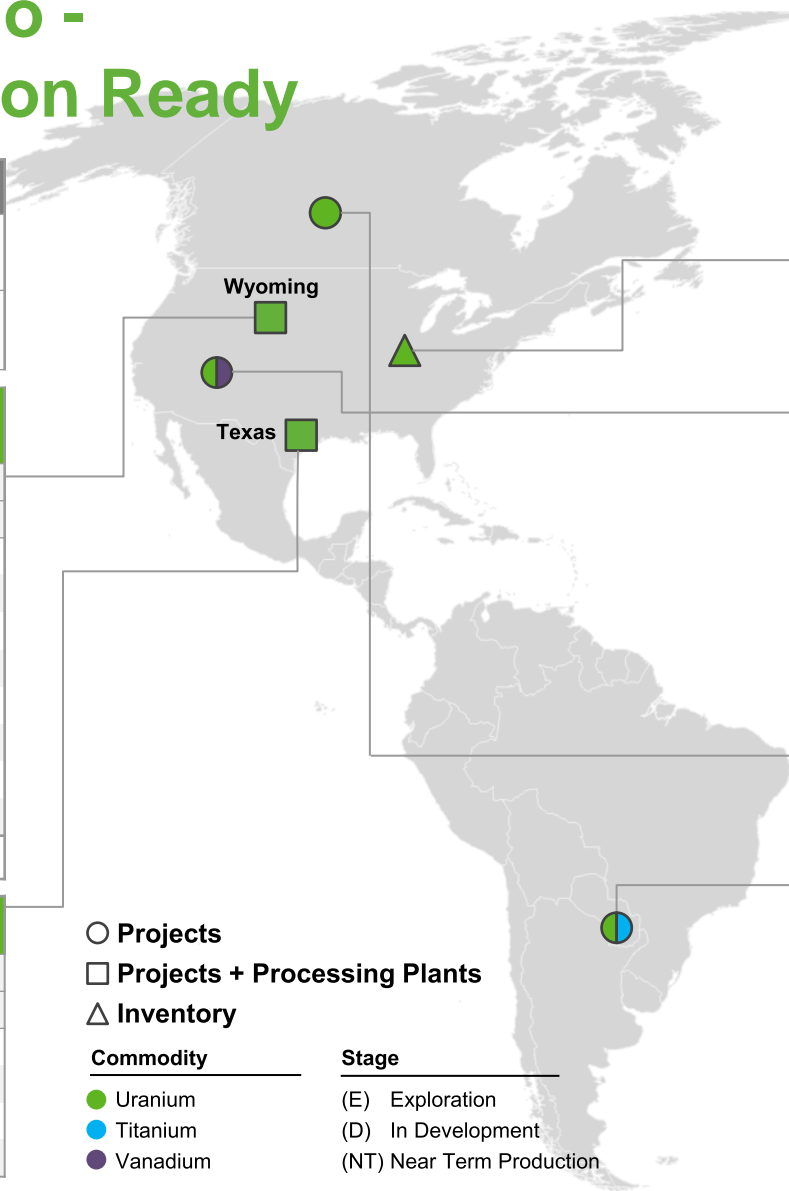 o -
on Ready
Wyoming
Texas
Projects
Projects + Processing Plants
Inventory
Commodity
Uranium
Titanium
Vanadium
Stage
(E) Exploration
(D) In Development
(NT) Near Term Production